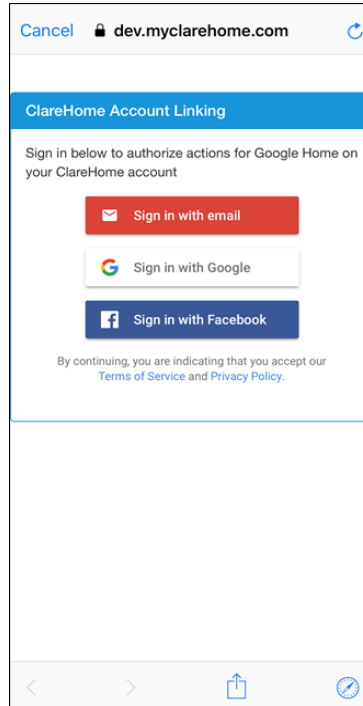 Cancel dev.myclarehome.com
ClareHome Account Linking
Sign in below to authorize actions for Google Home on
your ClareHome account
Sign in with email
Sign in with Google
Sign in with Facebook
By continuing, you are indicating that you accept our
Terms of Service and Privacy Policy.